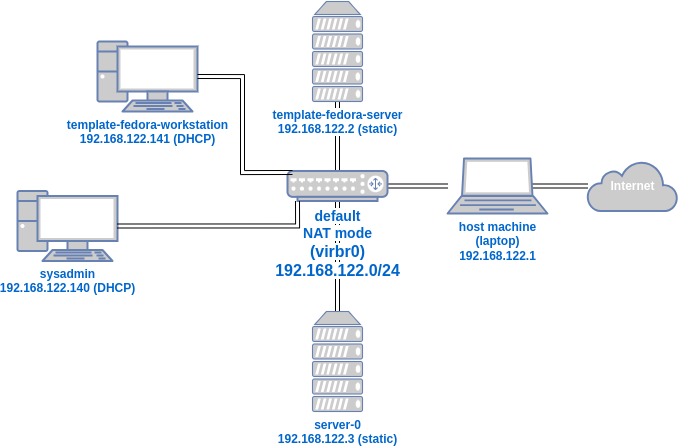 template-fedora-workstation
192.168.122.141 (DHCP)
template-fedora-server
192.168.122.2 (static)
Internet
default
NAT mode
(virbr0)
192.168.122.0/24
host machine
(laptop)
192.168.122.1
sysadmin
192.168.122.140 (DHCP)
server-0
192.168.122.3 (static)